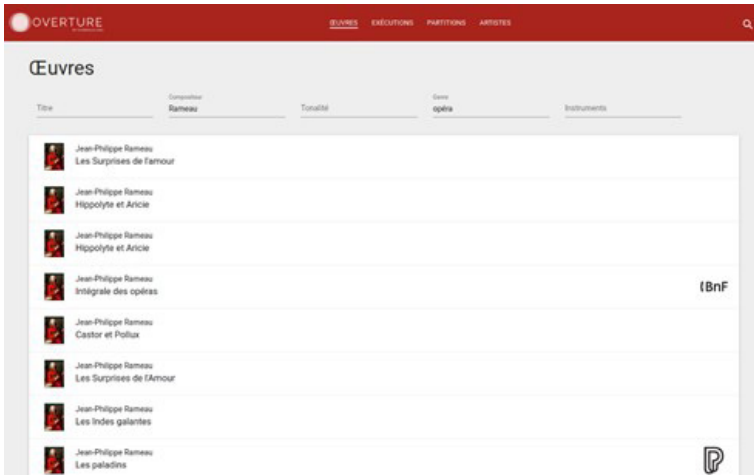 OVERTURE
ŒUVRES EXÉCUTIONS PARTITIONS ARTISTES
Œuvres
Compositeur Genre
Titre Rameau Tonalité opéra Instruments
Jean-Philippe Rameau
Les Surprises de l'amour
Jean-Philippe Rameau
Hippolyte et Aricie
Jean-Philippe Rameau
Hippolyte et Aricie
Jean-Philippe Rameau
Intégrale des opéras
(BnF
Jean-Philippe Rameau
Castor et Pollux
Jean-Philippe Rameau
Les Surprises de l'Amour
Jean-Philippe Rameau
Les Indes galantes
Jean-Philippe Rameau
Les paladins